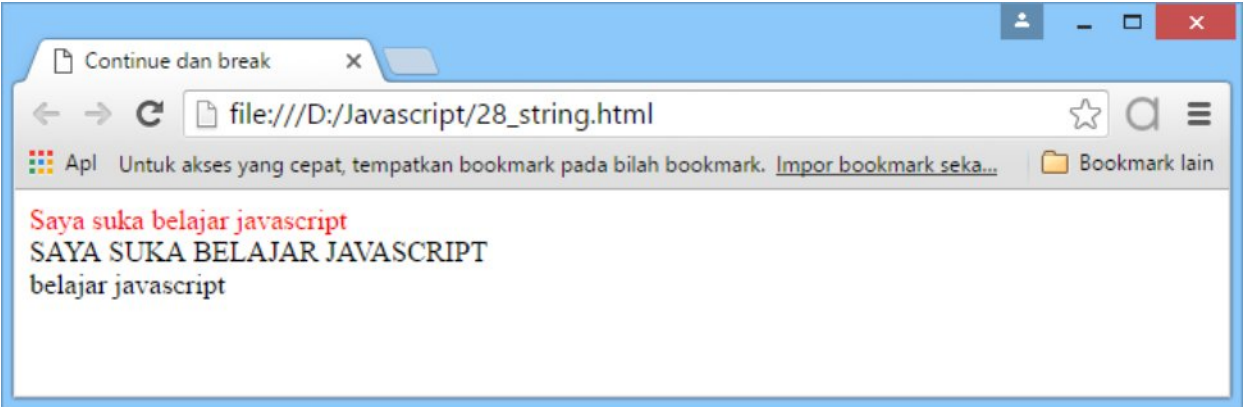 Continue dan break
file:///D:/Javascript/28_string.html
Apl Untuk akses yang cepat, tempatkan bookmark pada bilah bookmark. Impor bookmark seka... Bookmark lain
Saya suka belajar javascript
SAYA SUKA BELAJAR JAVASCRIPT
belajar javascript